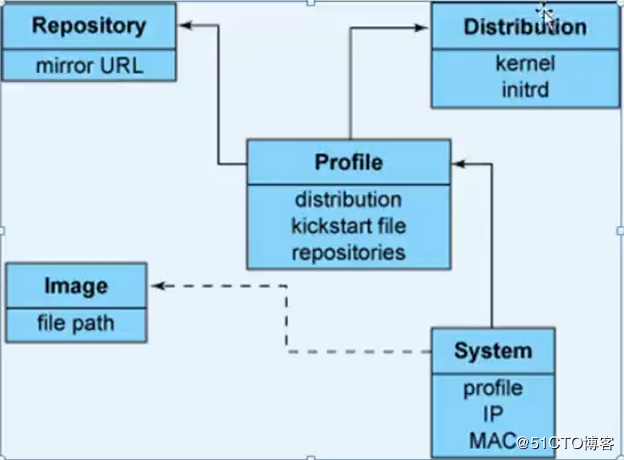 Repository
mirror URL
Distribution
kernel
initrd
Profile
distribution
kickstart file
repositories
Image
file path
System
profile
IP
MAC
@51CTO博客